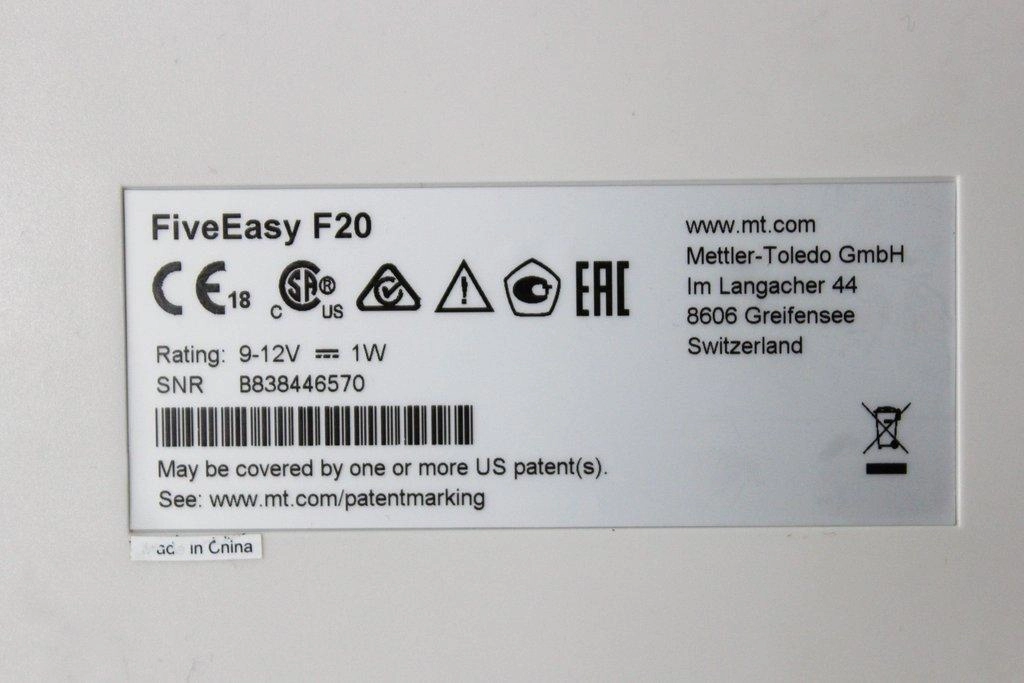 FiveEasy F20
CE 18 C SA® US EAC
Rating: 9-12V 1W
SNR B838446570
May be covered by one or more US patent(s).
See: www.mt.com/patentmarking
www.mt.com
Mettler-Toledo GmbH
Im Langacher 44
8606 Greifensee
Switzerland
in China